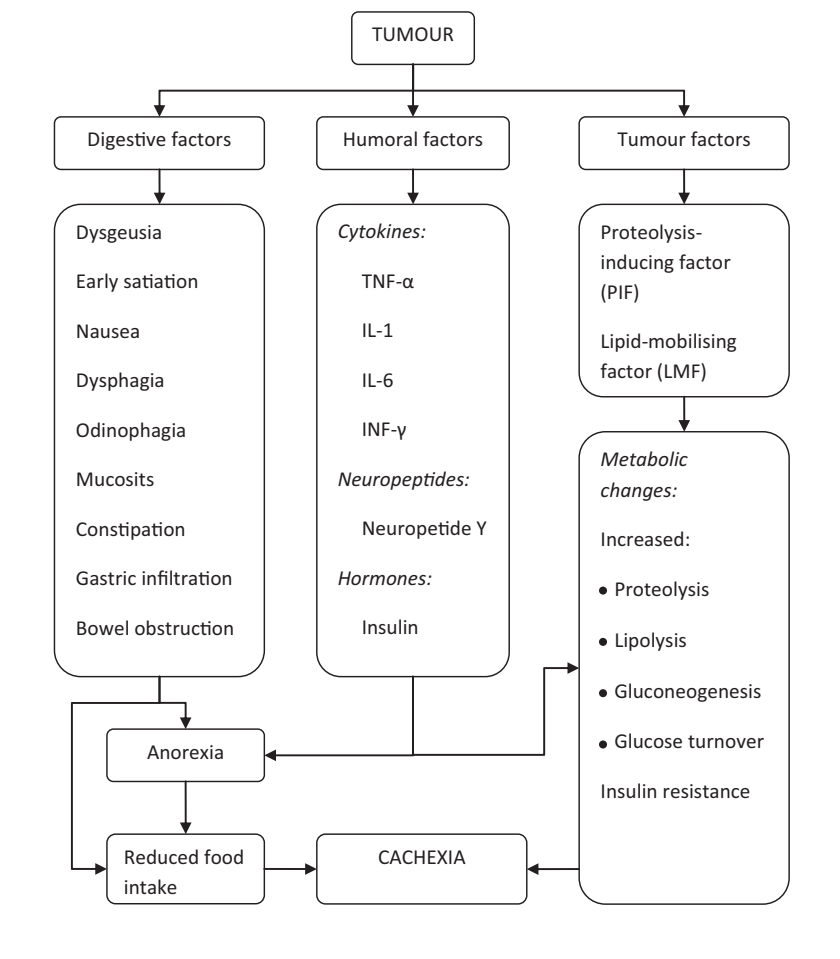 TUMOUR
Digestive factors
Humoral factors
Tumour factors
Dysgeusia
Early satiation
Nausea
Dysphagia
Odinophagia
Mucosits
Constipation
Gastric infiltration
Bowel obstruction
Cytokines:
TNF-α
IL-1
IL-6
INF-γ
Neuropeptides:
Neuropetide Y
Hormones:
Insulin
Proteolysis-
inducing factor
(PIF)
Lipid-mobilising
factor (LMF)
Metabolic
changes:
Increased:
• Proteolysis
• Lipolysis
• Gluconeogenesis
• Glucose turnover
Insulin resistance
Anorexia
Reduced food
intake
CACHEXIA